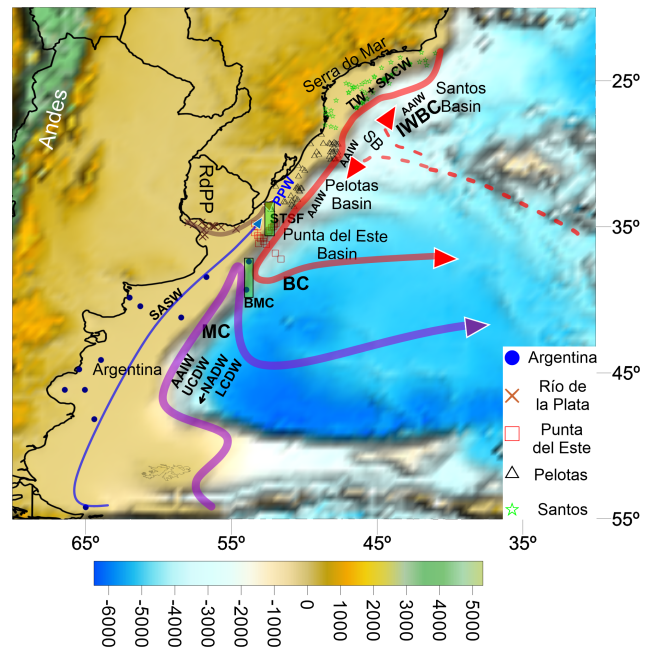 Serra do Mar
TW + SACW
Santos
Basin
AAIW
IWBC
SB
25º
Andes
AAIW
RdPP
PPW
Pelotas
Basin
AAIW
STSF
35º
Punta del Este
Basin
BC
SASW
BMC
MC
Argentina
AAIW
UCDW
NADW
LCDW
45º
Argentina
Río de
la Plata
Punta
del Este
Pelotas
Santos
55º
65
55
45
35º
-6000
-5000
-4000
-3000
-2000
-1000
0
1000
2000
3000
4000
5000